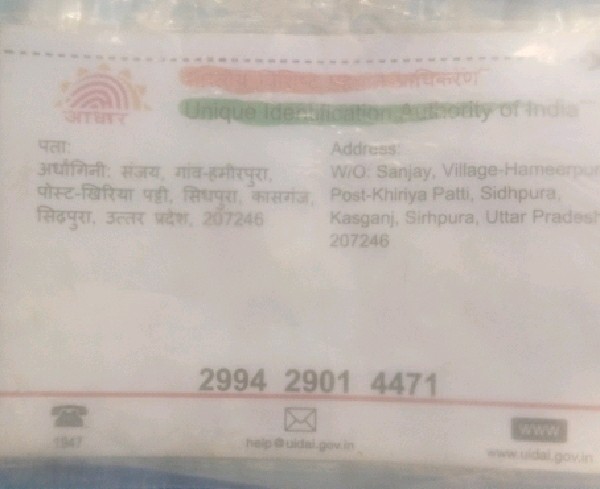 आधार
प्राधिकरण
Unique Identification Authority of India
पता:
अर्धांगिनी: संजय, गांव-हमीरपुरा,
पोस्ट-खिरिया पट्टी, सिधपुरा, कासगंज,
सिढ़पुरा, उत्तर प्रदेश, 207246
Address:
W/O: Sanjay, Village-Hameerpur
Post-Khiriya Patti, Sidhpura,
Kasganj, Sirhpura, Uttar Pradesh
207246
2994 2901 4471
1947
help@uidai.gov.in
www
www.uidai.gov.in